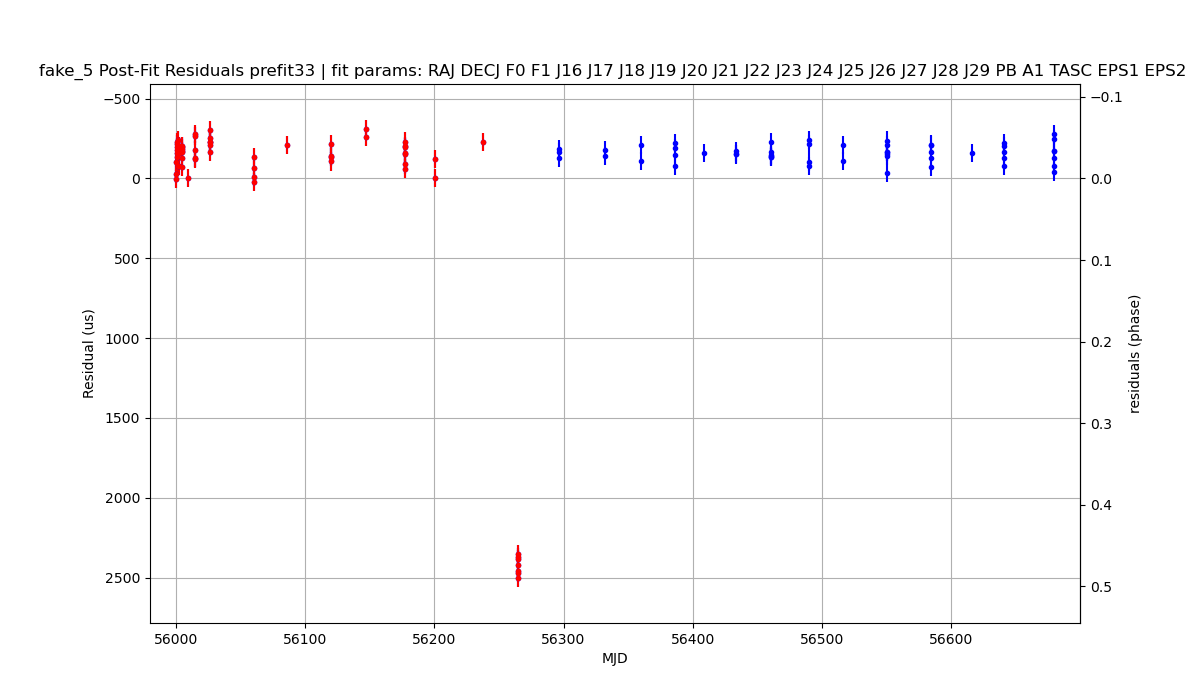 fake_5 Post-Fit Residuals prefit33 | fit params: RAJ DECJ F0 F1 J16 J17 J18 J19 J20 J21 J22 J23 J24 J25 J26 J27 J28 J29 PB A1 TASC EPS1 EPS2
−500
0
500
1000
1500
2000
2500
Residual (us)
−0.1
0.0
0.1
0.2
0.3
0.4
0.5
residuals (phase)
56000 56100 56200 56300 56400 56500 56600
MJD